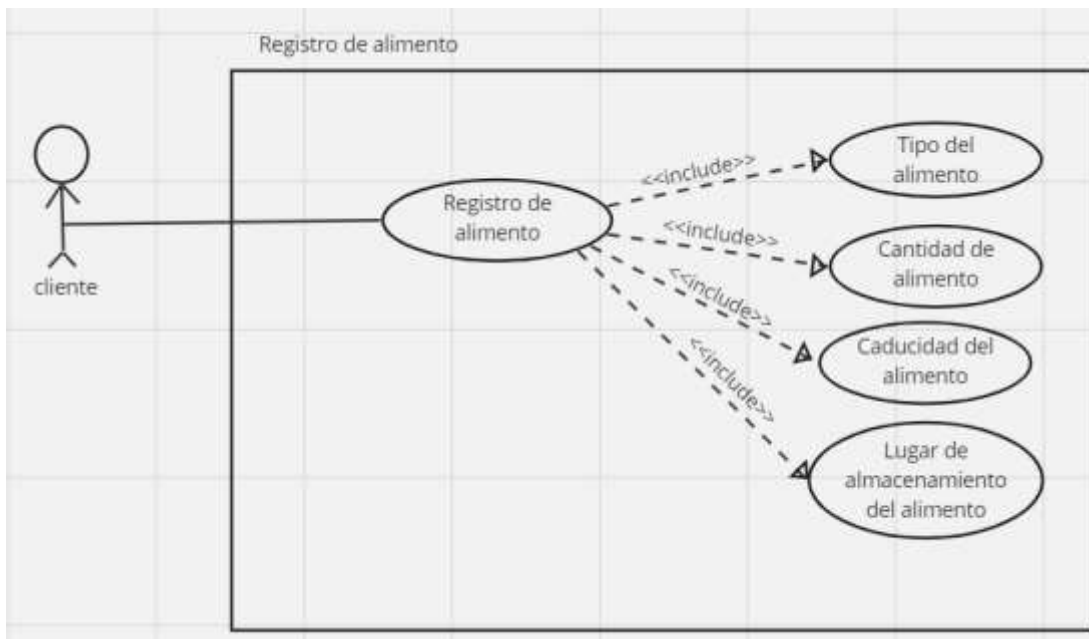 Registro de alimento
cliente
Registro de
alimento
<<include>>
<<include>>
<<include>>
<<include>>
Tipo del
alimento
Cantidad de
alimento
Caducidad del
alimento
Lugar de
almacenamiento
del alimento